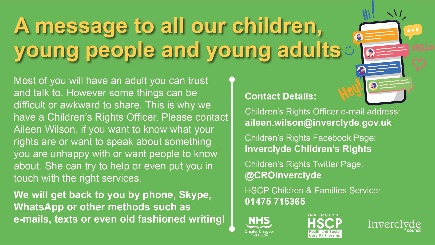 A message to all our children,
young people and young adults
Hi!
Hey!
Most of you will have an adult you can trust
and talk to. However some things can be
difficult or awkward to share. This is why we
have a Children's Rights Officer. Please contact
Aileen Wilson, if you want to know what your
rights are or want to speak about something
you are unhappy with or want people to know
about. She can try to help or even put you in
touch with the right services.
We will get back to you by phone, Skype,
WhatsApp or other methods such as
e-mails, texts or even old fashioned writing!
Contact Details:
Children's Rights Officer e-mail address:
aileen.wilson@inverclyde.gov.uk
Children's Rights Facebook Page:
Inverclyde Children's Rights
Children's Rights Twitter Page:
@CROInverclyde
HSCP Children & Families Service:
01475 715365
NHS
HSCP
Inverclyde
council